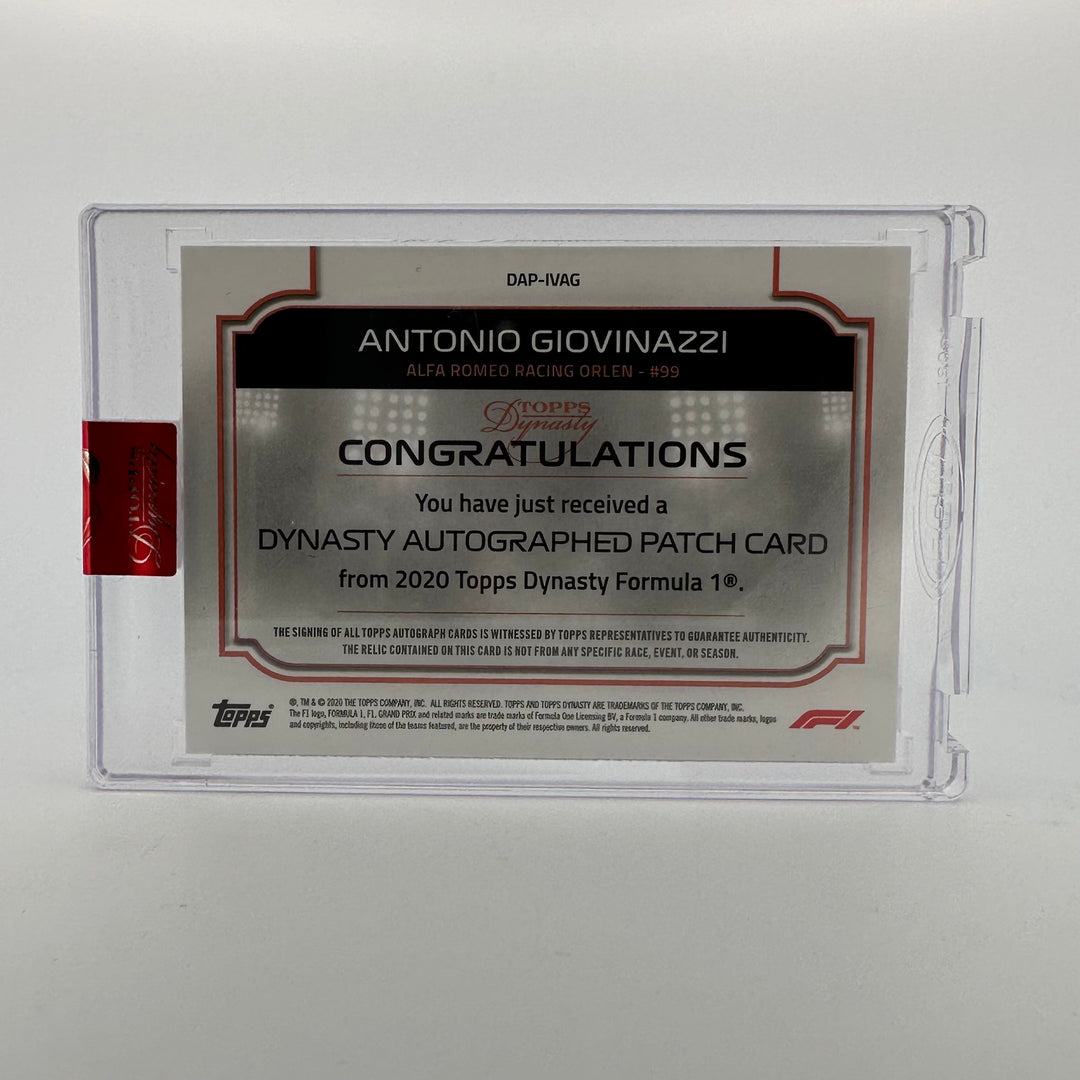 DAP-IVAG
ANTONIO GIOVINAZZI
ALFA ROMEO RACING ORLEN - #99
TOPPS
Dynasty
CONGRATULATIONS
You have just received a
DYNASTY AUTOGRAPHED PATCH CARD
from 2020 Topps Dynasty Formula 1®.
THE SIGNING OF ALL TOPPS AUTOGRAPH CARDS IS WITNESSED BY TOPPS REPRESENTATIVES TO GUARANTEE AUTHENTICITY.
THE RELIC CONTAINED ON THIS CARD IS NOT FROM ANY SPECIFIC RACE, EVENT, OR SEASON.
topps
®, TM & © 2020 THE TOPPS COMPANY, INC. ALL RIGHTS RESERVED. TOPPS AND TOPPS DYNASTY ARE TRADEMARKS OF THE TOPPS COMPANY, INC.
The F1 logo, FORMULA 1, F1, GRAND PRIX and related marks are trade marks of Formula One Licensing BV, a Formula 1 company. All other trade marks, logos
and copyrights, including those of the teams featured, are the property of their respective owners. All rights reserved.
F1
TOPPS
Dynasty